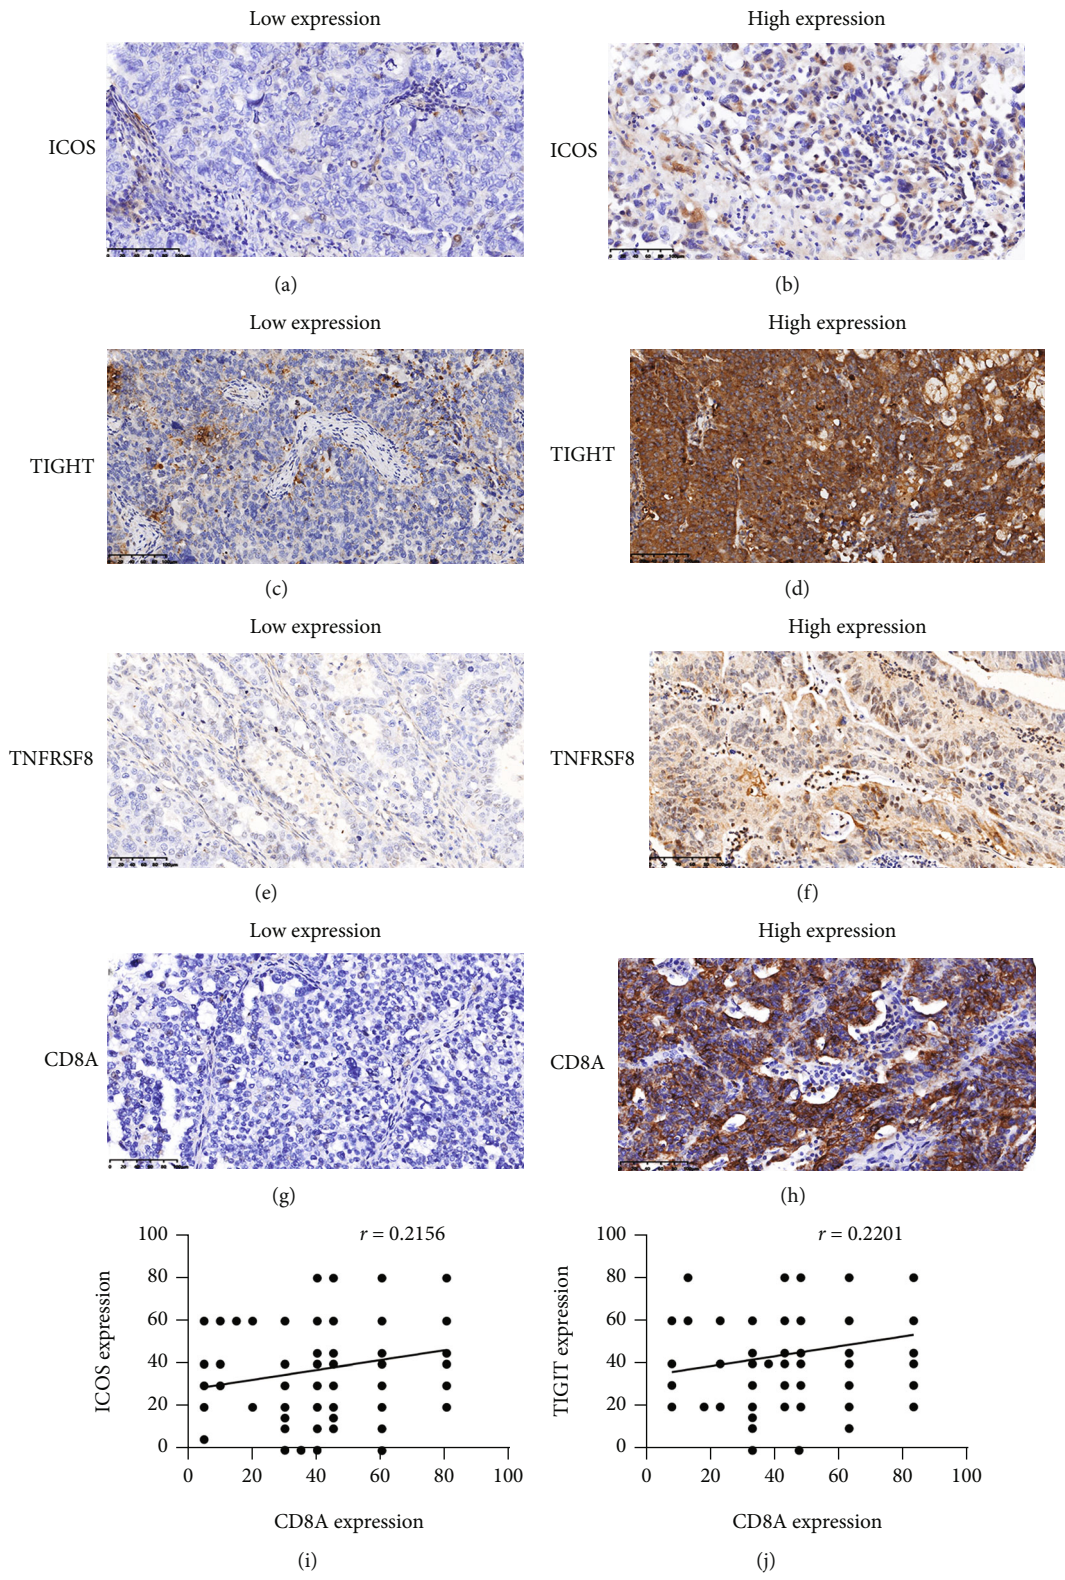 Low expression
High expression
ICOS
ICOS
(a)
(b)
Low expression
High expression
TIGHT
TIGHT
(c)
(d)
Low expression
High expression
TNFRSF8
TNFRSF8
(e)
(f)
Low expression
High expression
CD8A
CD8A
(g)
(h)
r = 0.2156
ICOS expression
100
80
60
40
20
0
0 20 40 60 80 100
CD8A expression
(i)
r = 0.2201
TIGIT expression
100
80
60
40
20
0
0 20 40 60 80 100
CD8A expression
(j)